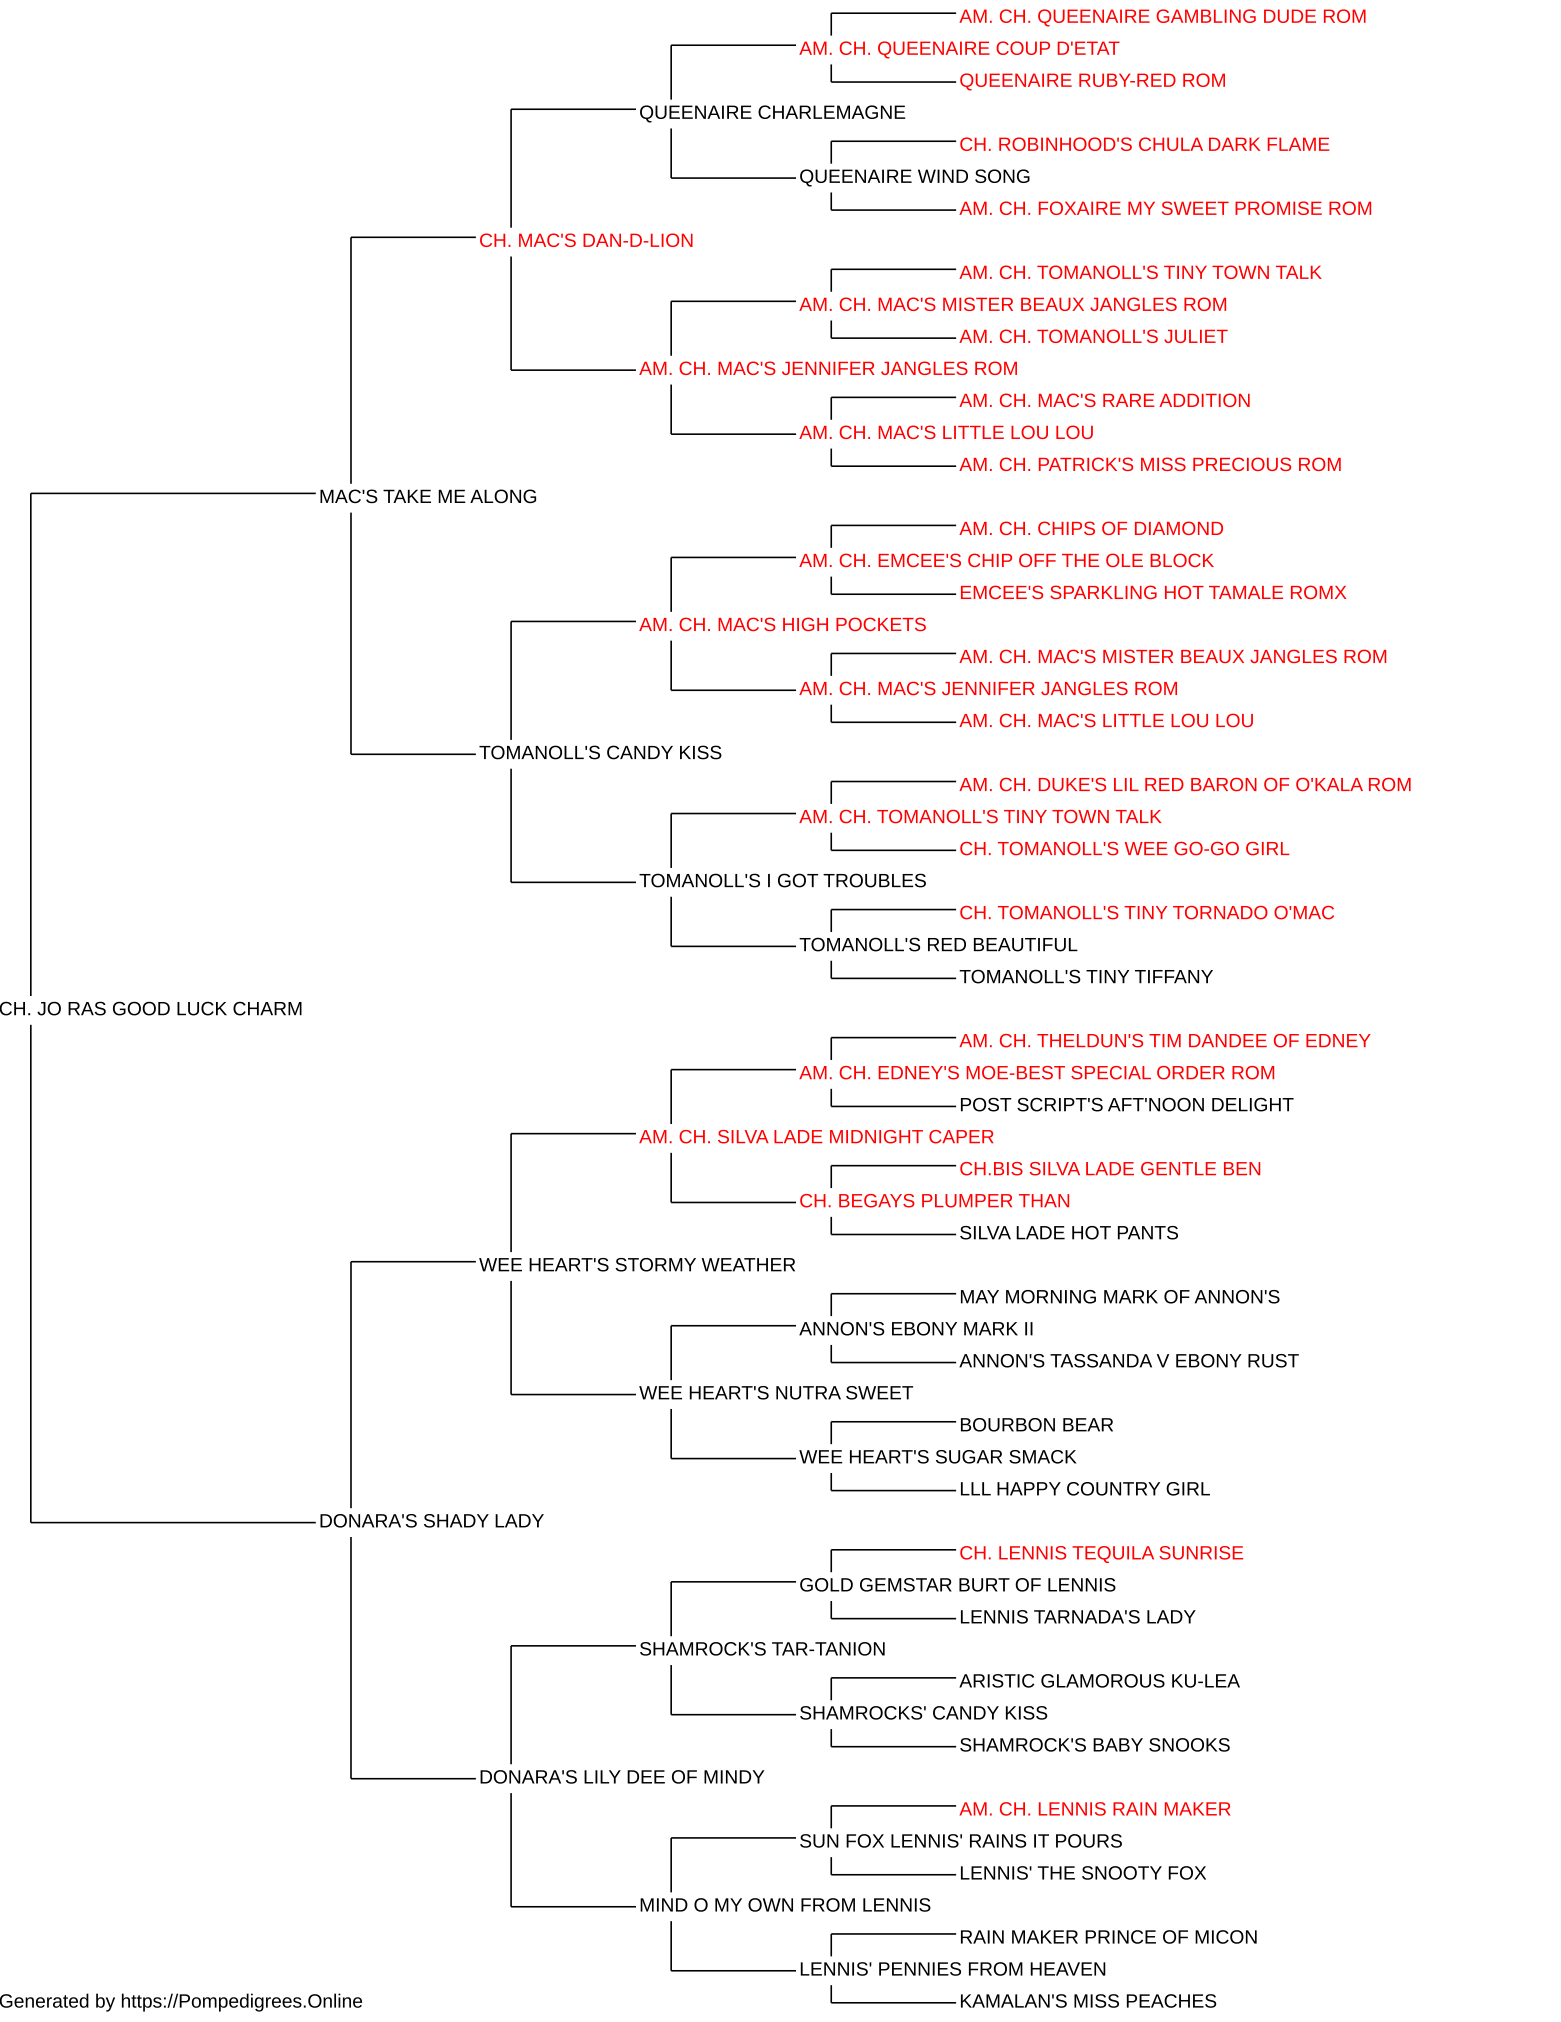 AM. CH. QUEENAIRE GAMBLING DUDE ROM
AM. CH. QUEENAIRE COUP D'ETAT
QUEENAIRE RUBY-RED ROM
QUEENAIRE CHARLEMAGNE
CH. ROBINHOOD'S CHULA DARK FLAME
QUEENAIRE WIND SONG
AM. CH. FOXAIRE MY SWEET PROMISE ROM
CH. MAC'S DAN-D-LION
AM. CH. TOMANOLL'S TINY TOWN TALK
AM. CH. MAC'S MISTER BEAUX JANGLES ROM
AM. CH. TOMANOLL'S JULIET
AM. CH. MAC'S JENNIFER JANGLES ROM
AM. CH. MAC'S RARE ADDITION
AM. CH. MAC'S LITTLE LOU LOU
AM. CH. PATRICK'S MISS PRECIOUS ROM
MAC'S TAKE ME ALONG
AM. CH. CHIPS OF DIAMOND
AM. CH. EMCEE'S CHIP OFF THE OLE BLOCK
EMCEE'S SPARKLING HOT TAMALE ROMX
AM. CH. MAC'S HIGH POCKETS
AM. CH. MAC'S MISTER BEAUX JANGLES ROM
AM. CH. MAC'S JENNIFER JANGLES ROM
AM. CH. MAC'S LITTLE LOU LOU
TOMANOLL'S CANDY KISS
AM. CH. DUKE'S LIL RED BARON OF O'KALA ROM
AM. CH. TOMANOLL'S TINY TOWN TALK
CH. TOMANOLL'S WEE GO-GO GIRL
TOMANOLL'S I GOT TROUBLES
CH. TOMANOLL'S TINY TORNADO O'MAC
TOMANOLL'S RED BEAUTIFUL
TOMANOLL'S TINY TIFFANY
CH. JO RAS GOOD LUCK CHARM
AM. CH. THELDUN'S TIM DANDEE OF EDNEY
AM. CH. EDNEY'S MOE-BEST SPECIAL ORDER ROM
POST SCRIPT'S AFT'NOON DELIGHT
AM. CH. SILVA LADE MIDNIGHT CAPER
CH.BIS SILVA LADE GENTLE BEN
CH. BEGAYS PLUMPER THAN
SILVA LADE HOT PANTS
WEE HEART'S STORMY WEATHER
MAY MORNING MARK OF ANNON'S
ANNON'S EBONY MARK II
ANNON'S TASSANDA V EBONY RUST
WEE HEART'S NUTRA SWEET
BOURBON BEAR
WEE HEART'S SUGAR SMACK
LLL HAPPY COUNTRY GIRL
DONARA'S SHADY LADY
CH. LENNIS TEQUILA SUNRISE
GOLD GEMSTAR BURT OF LENNIS
LENNIS TARNADA'S LADY
SHAMROCK'S TAR-TANION
ARISTIC GLAMOROUS KU-LEA
SHAMROCKS' CANDY KISS
SHAMROCK'S BABY SNOOKS
DONARA'S LILY DEE OF MINDY
AM. CH. LENNIS RAIN MAKER
SUN FOX LENNIS' RAINS IT POURS
LENNIS' THE SNOOTY FOX
MIND O MY OWN FROM LENNIS
RAIN MAKER PRINCE OF MICON
LENNIS' PENNIES FROM HEAVEN
KAMALAN'S MISS PEACHES
Generated by https://Pompedigrees.Online